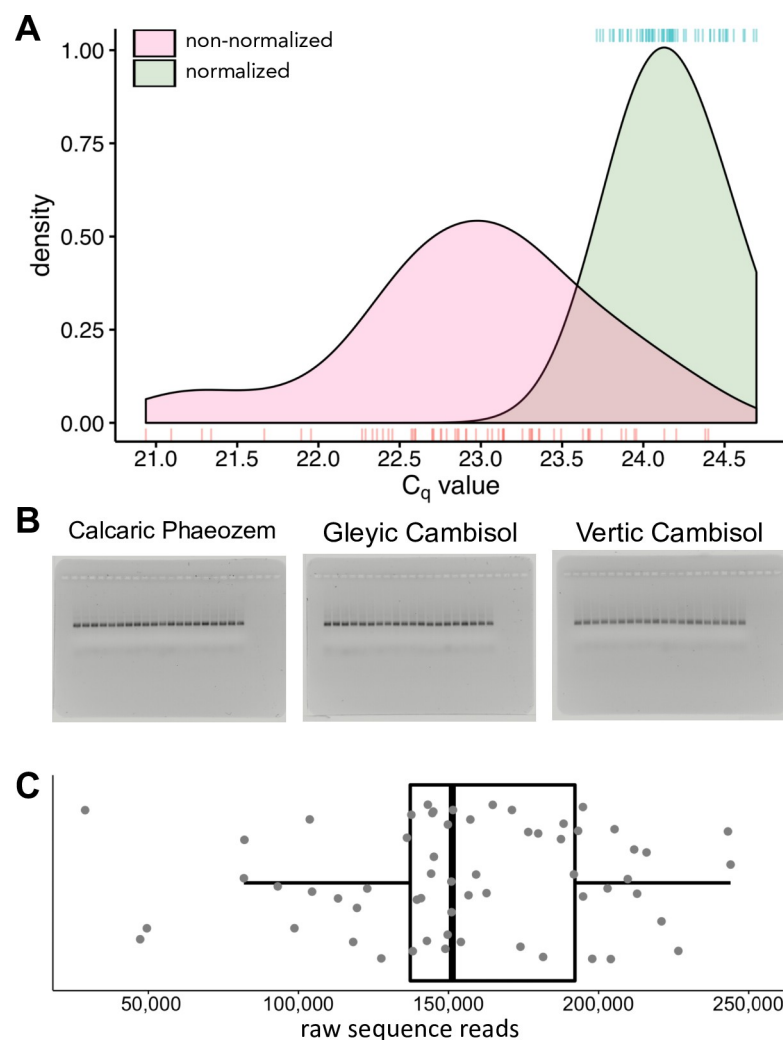 A
non-normalized
normalized
1.00
0.75
0.50
0.25
0.00
density
21.0 21.5 22.0 22.5 23.0 23.5 24.0 24.5
Cq value
B
Calcaric Phaeozem Gleyic Cambisol Vertic Cambisol
C
50,000 100,000 150,000 200,000 250,000
raw sequence reads